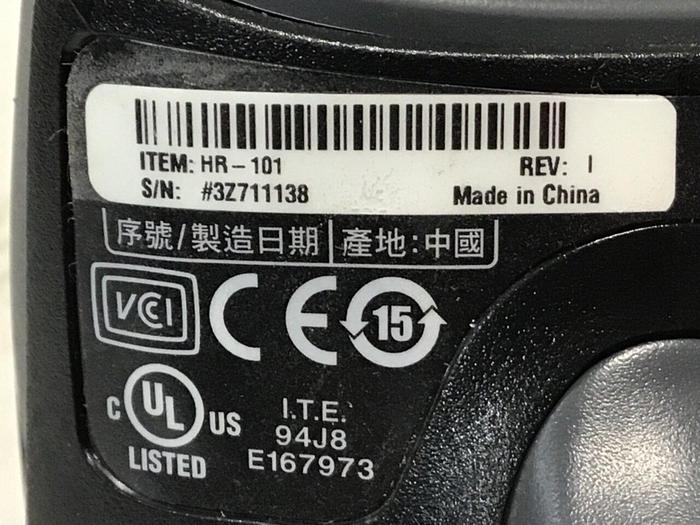 ITEM: HR-101 REV: I
S/N: #3Z711138 Made in China
序號/製造日期 產地:中國
VCCI CE 15
C UL US I.T.E.
94J8
LISTED E167973